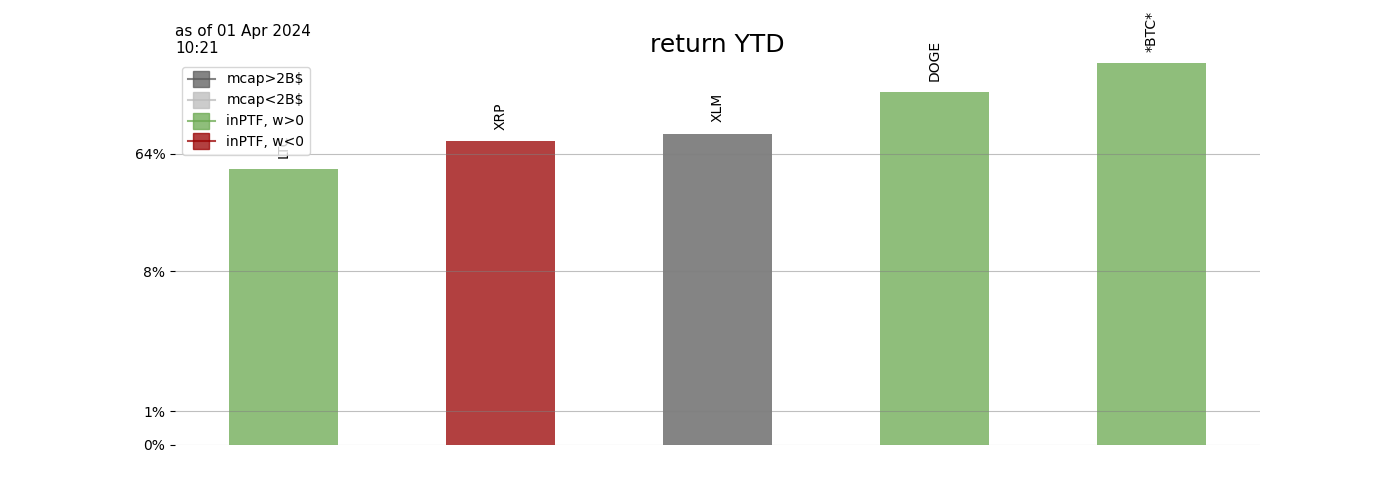 as of 01 Apr 2024
10:21
return YTD
mcap>2B$
mcap<2B$
inPTF, w>0
inPTF, w<0
XRP
XLM
DOGE
*BTC*
64%
8%
1%
0%